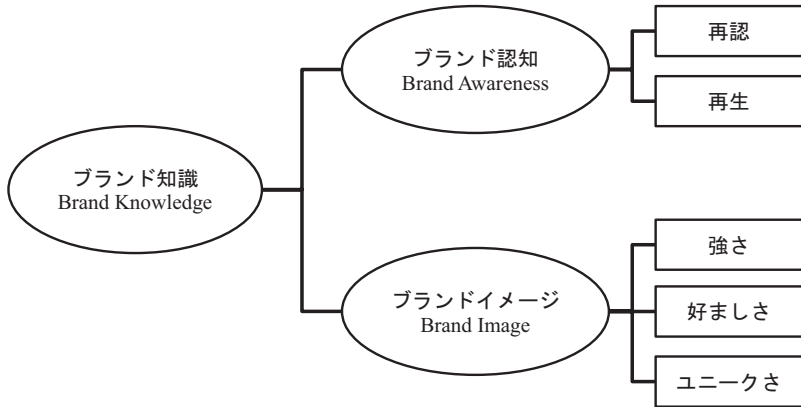 ブランド知識
Brand Knowledge
ブランド認知
Brand Awareness
再認
再生
ブランドイメージ
Brand Image
強さ
好ましさ
ユニークさ